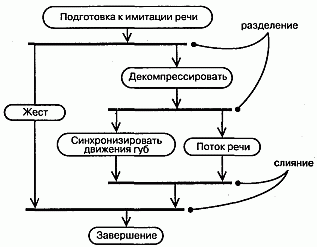 Подготовка к имитации речи
разделение
Декомпрессировать
Жест
Синхронизировать
движения губ
Поток речи
слияние
Завершение